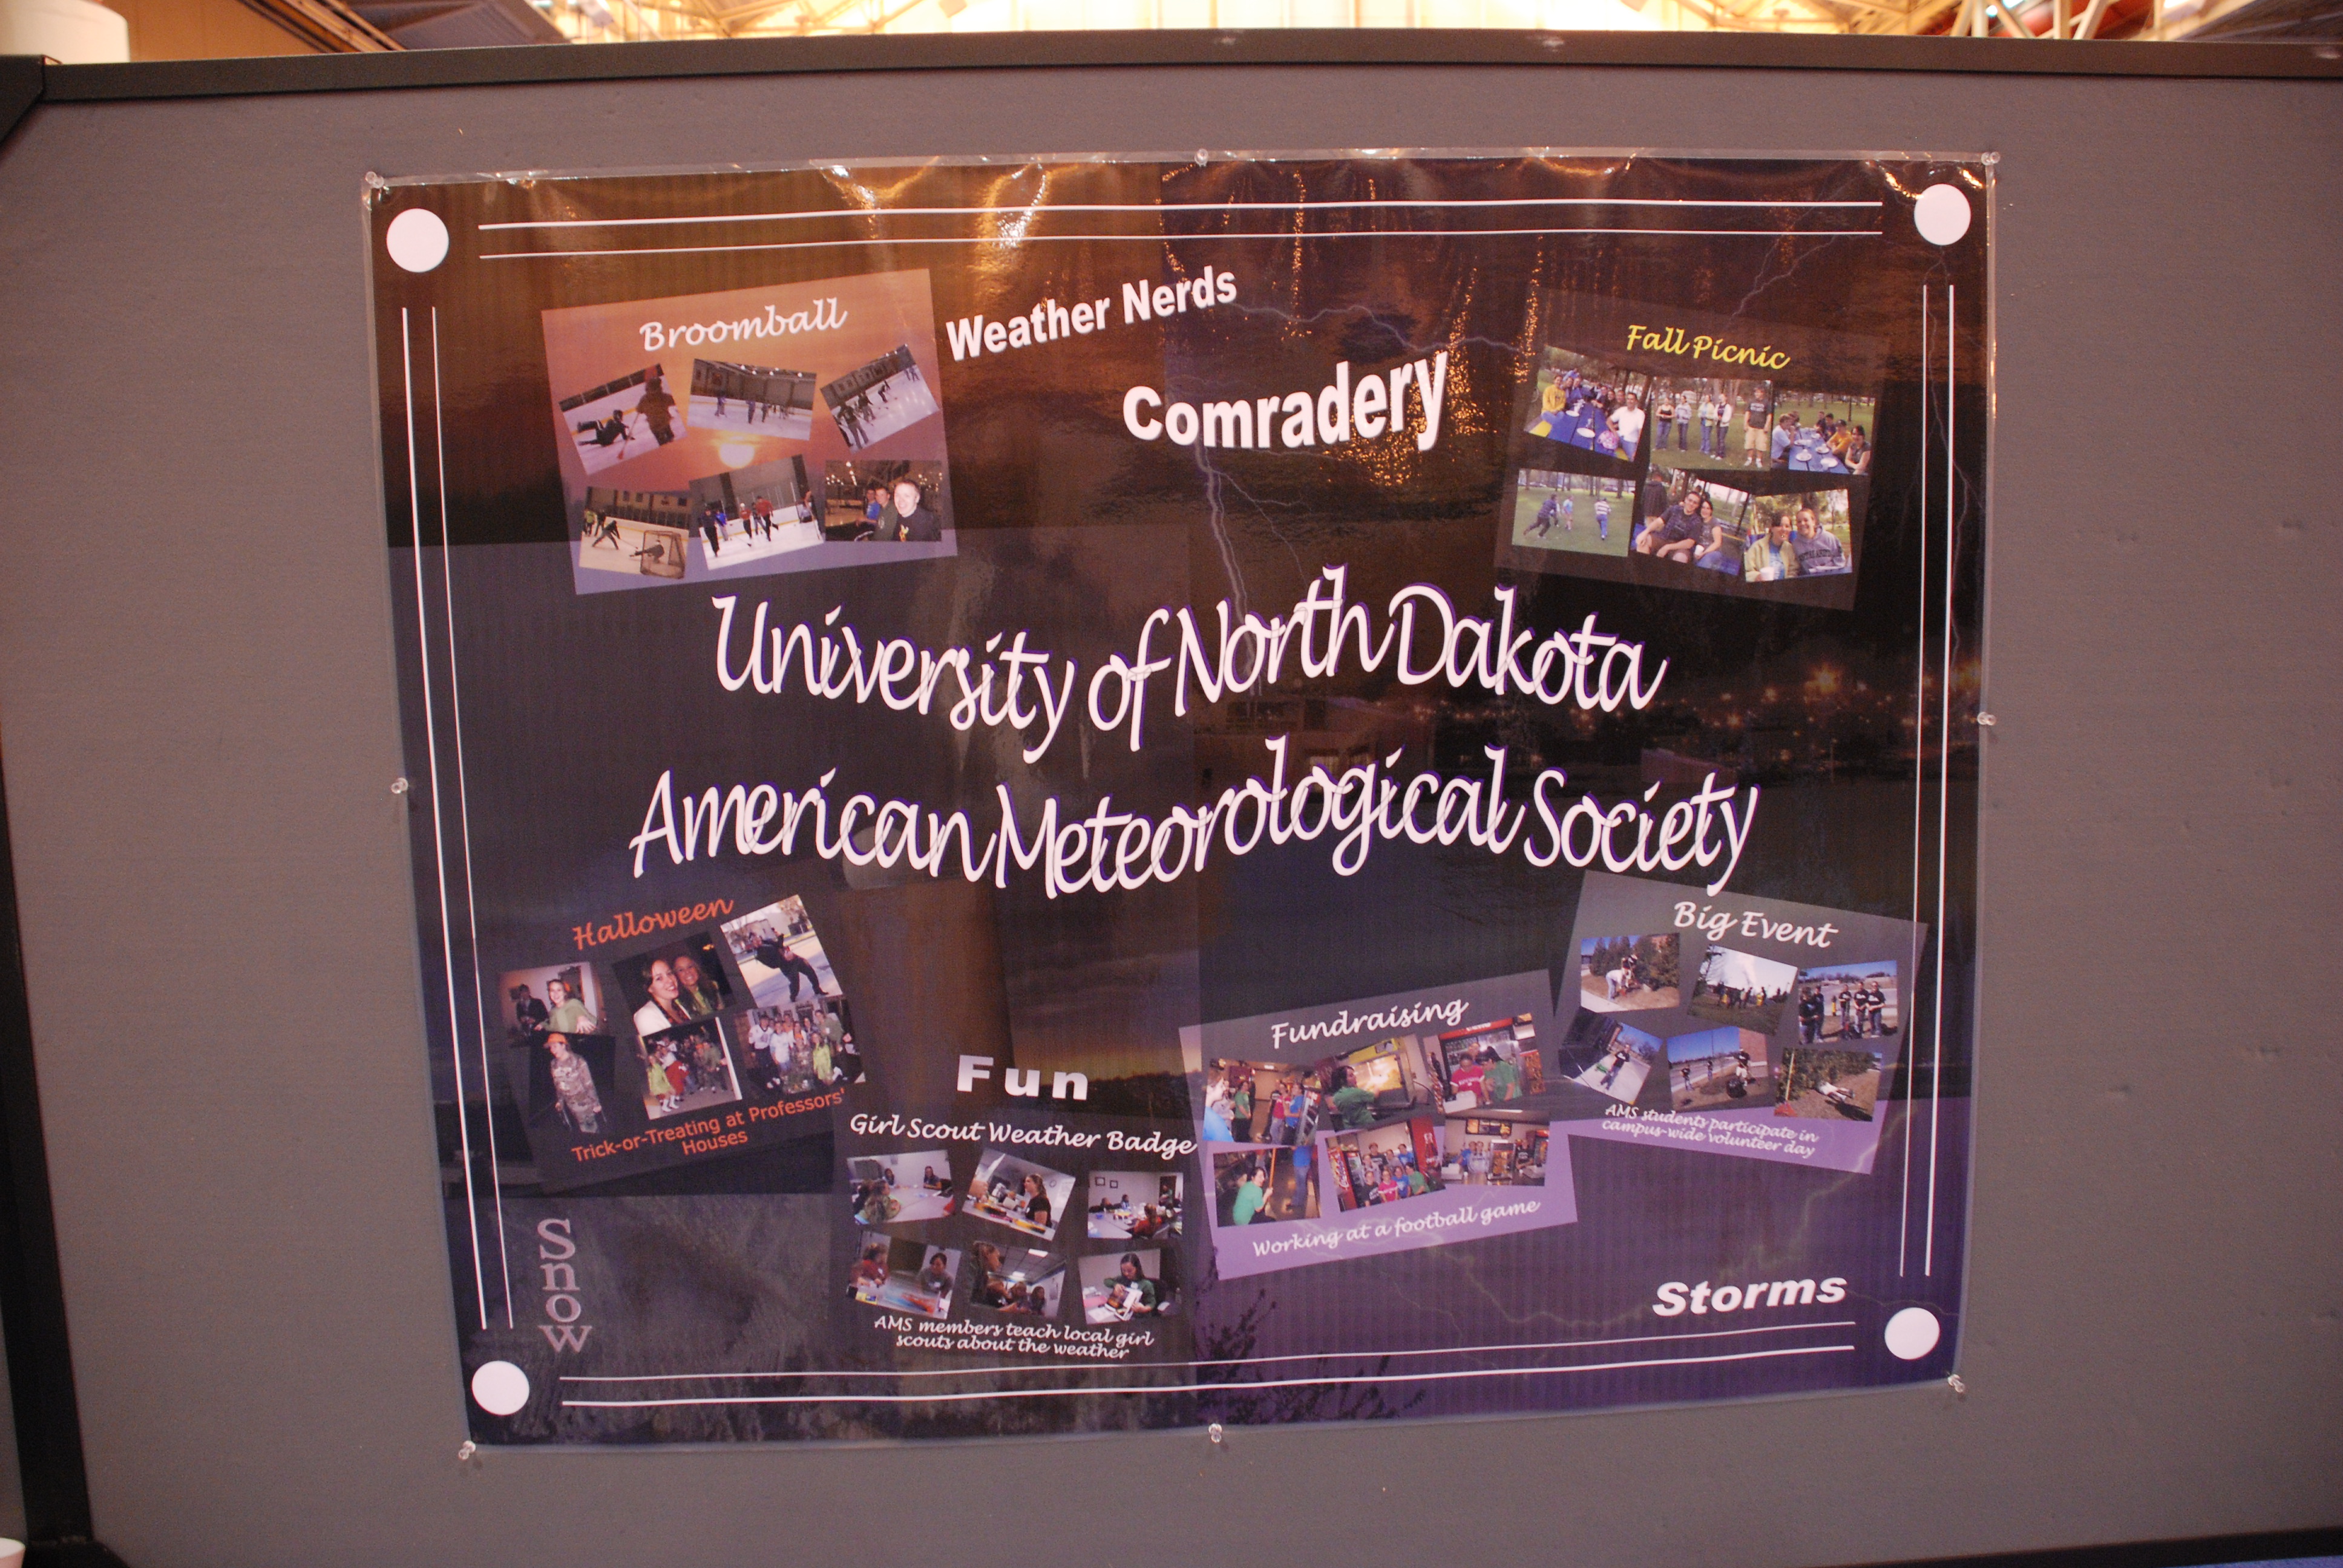 Broomball
Weather Nerds
Comradery
Fall Picnic
University of North Dakota
American Meteorological Society
Halloween
Trick-or-Treating at Professors'
Houses
Fun
Girl Scout Weather Badge
AMS members teach local girl
scouts about the weather
Fundraising
Working at a football game
Big Event
AMS students participate in
campus-wide volunteer day
Snow
Storms